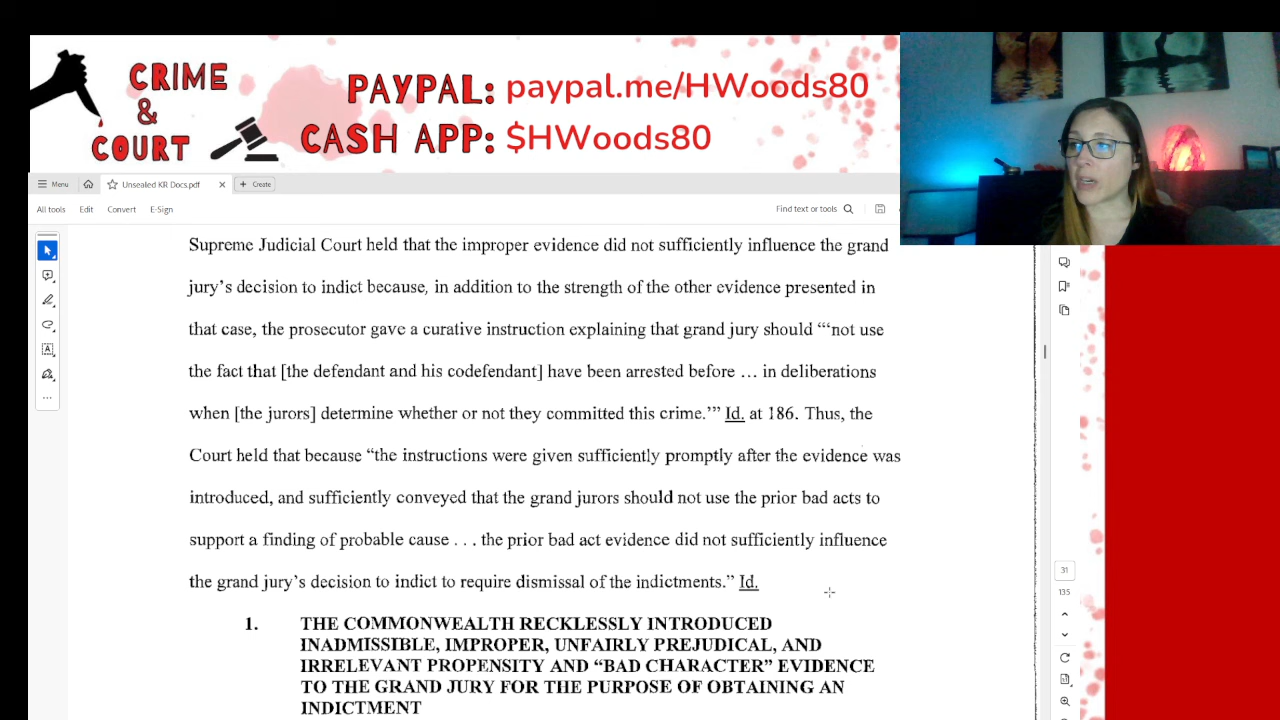 CRIME
&
COURT
PAYPAL: paypal.me/HWoods80
CASH APP: $HWoods80
Menu
Unsealed KR Docs.pdf
Create
All tools
Edit
Convert
E-Sign
Find text or tools
Supreme Judicial Court held that the improper evidence did not sufficiently influence the grand
jury’s decision to indict because, in addition to the strength of the other evidence presented in
that case, the prosecutor gave a curative instruction explaining that grand jury should “‘not use
the fact that [the defendant and his codefendant] have been arrested before … in deliberations
when [the jurors] determine whether or not they committed this crime.’” Id. at 186. Thus, the
Court held that because “the instructions were given sufficiently promptly after the evidence was
introduced, and sufficiently conveyed that the grand jurors should not use the prior bad acts to
support a finding of probable cause . . . the prior bad act evidence did not sufficiently influence
the grand jury’s decision to indict to require dismissal of the indictments.” Id.
1. THE COMMONWEALTH RECKLESSLY INTRODUCED
INADMISSIBLE, IMPROPER, UNFAIRLY PREJUDICAL, AND
IRRELEVANT PROPENSITY AND “BAD CHARACTER” EVIDENCE
TO THE GRAND JURY FOR THE PURPOSE OF OBTAINING AN
INDICTMENT
31
135